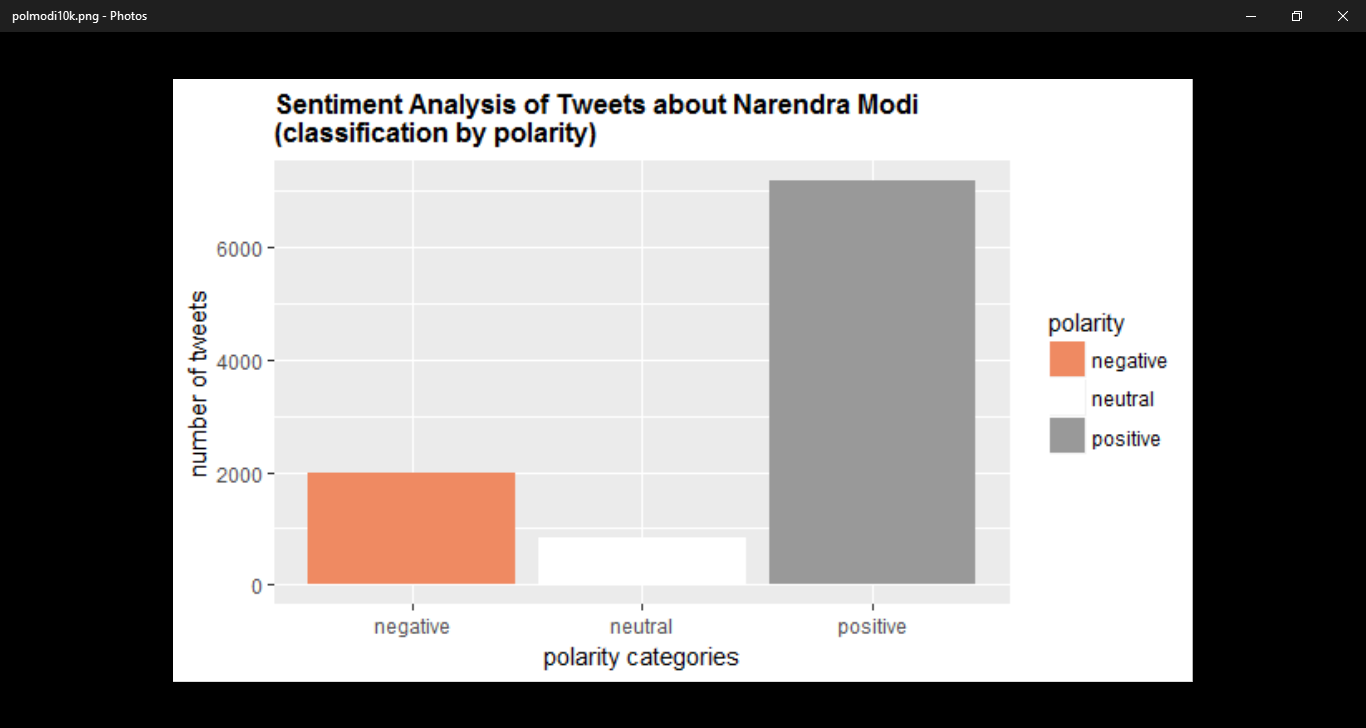 polmodi10k.png - Photos
Sentiment Analysis of Tweets about Narendra Modi
(classification by polarity)
number of tweets
6000
4000
2000
0
negative neutral positive
polarity categories
polarity
negative
neutral
positive